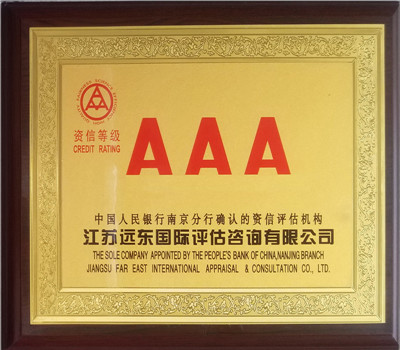 资信等级
CREDIT RATING
AAA
中国人民银行南京分行确认的资信评估机构
江苏远东国际评估咨询有限公司
THE SOLE COMPANY APPOINTED BY THE PEOPLE'S BANK OF CHINA,NANJING BRANCH
JIANGSU FAR EAST INTERNATIONAL APPRAISAL & CONSULTATION CO., LTD.